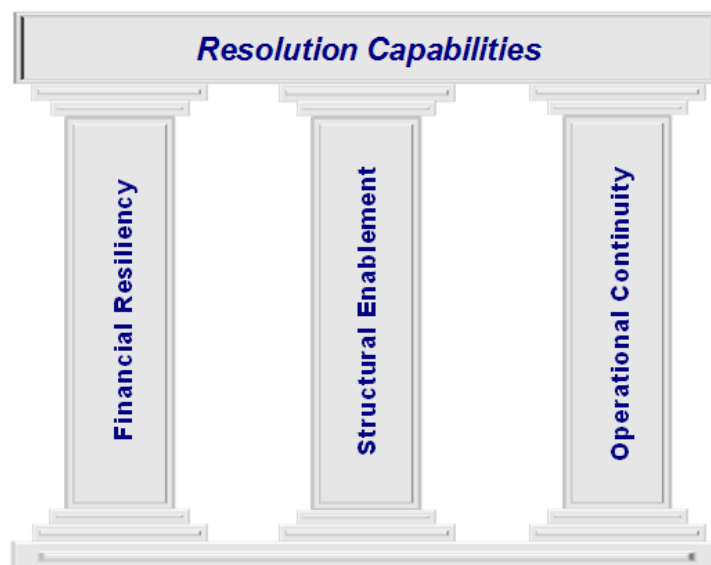 Resolution Capabilities
Financial Resiliency
Structural Enablement
Operational Continuity